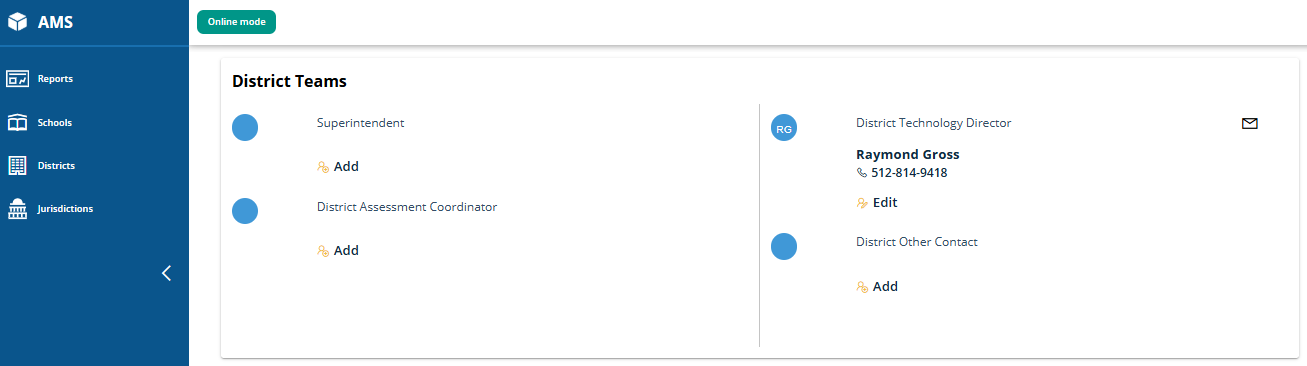 AMS
Online mode
Reports
Schools
Districts
Jurisdictions
District Teams
Superintendent
Add
District Assessment Coordinator
Add
RG
District Technology Director
Raymond Gross
512-814-9418
Edit
District Other Contact
Add